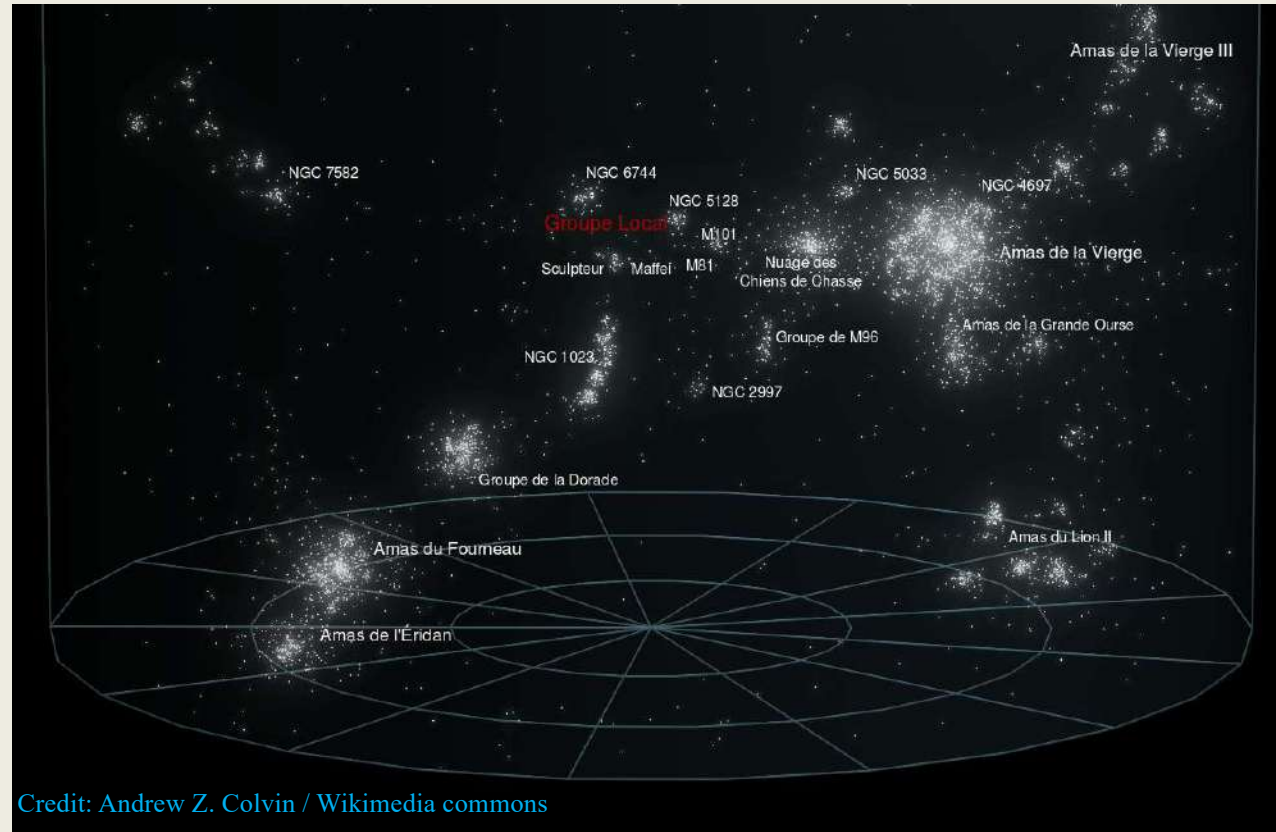 Amas de la Vierge III
NGC 7582
NGC 6744
NGC 5033
NGC 4697
NGC 5128
Groupe Local
M101
Amas de la Vierge
Sculpteur
Maffei
M81
Nuage des
Chiens de Chasse
Amas de la Grande Ourse
Groupe de M96
NGC 1023
NGC 2997
Groupe de la Dorade
Amas du Lion II
Amas du Fourneau
Amas de l'Éridan
Credit: Andrew Z. Colvin / Wikimedia commons